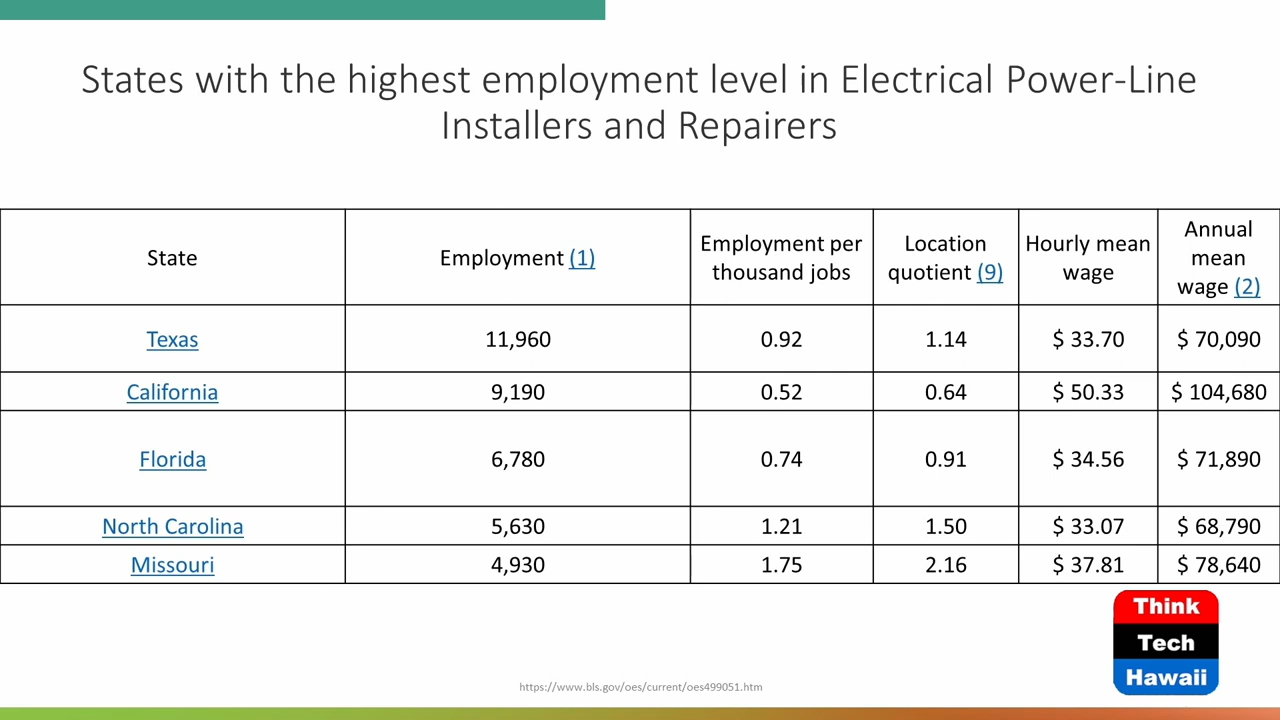 States with the highest employment level in Electrical Power-Line
Installers and Repairers
State Employment (1) Employment per thousand jobs Location quotient (9) Hourly mean wage Annual mean wage (2)
Texas 11,960 0.92 1.14 $ 33.70 $ 70,090
California 9,190 0.52 0.64 $ 50.33 $ 104,680
Florida 6,780 0.74 0.91 $ 34.56 $ 71,890
North Carolina 5,630 1.21 1.50 $ 33.07 $ 68,790
Missouri 4,930 1.75 2.16 $ 37.81 $ 78,640
Think
Tech
Hawaii
https://www.bls.gov/oes/current/oes499051.htm